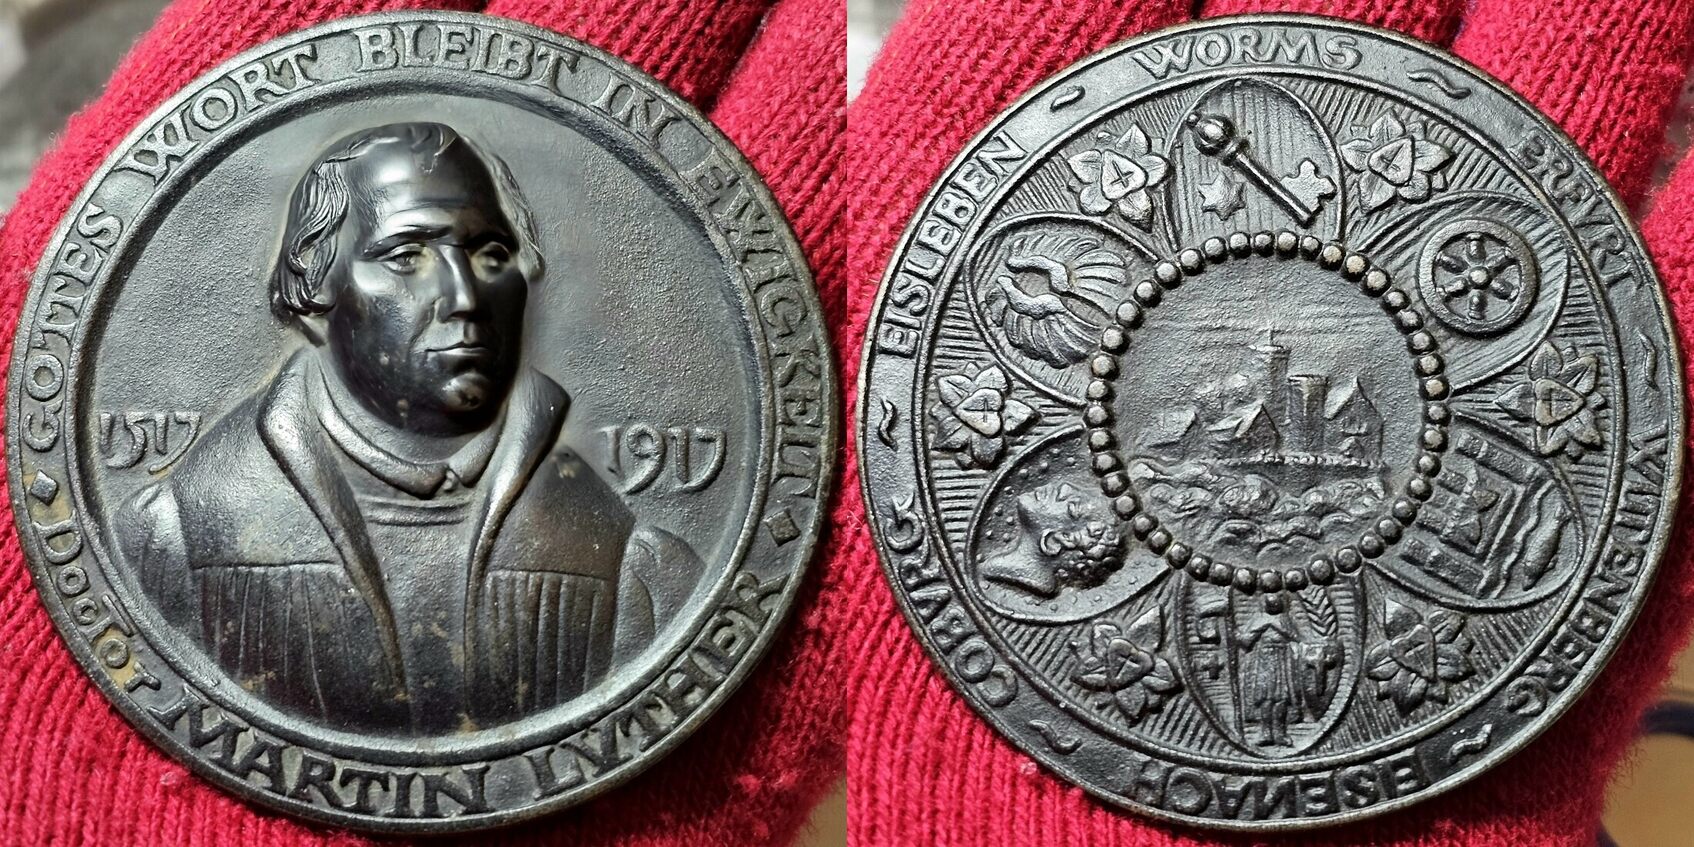 GOTTES WORT BLEIBT IN EWIGKEIT
DOCTOR MARTIN LVTHER
1517 1917
WORMS ~ ERFVRT ~ WITTENBERG ~ EISENACH ~ COBVRG ~ EISLEBEN ~